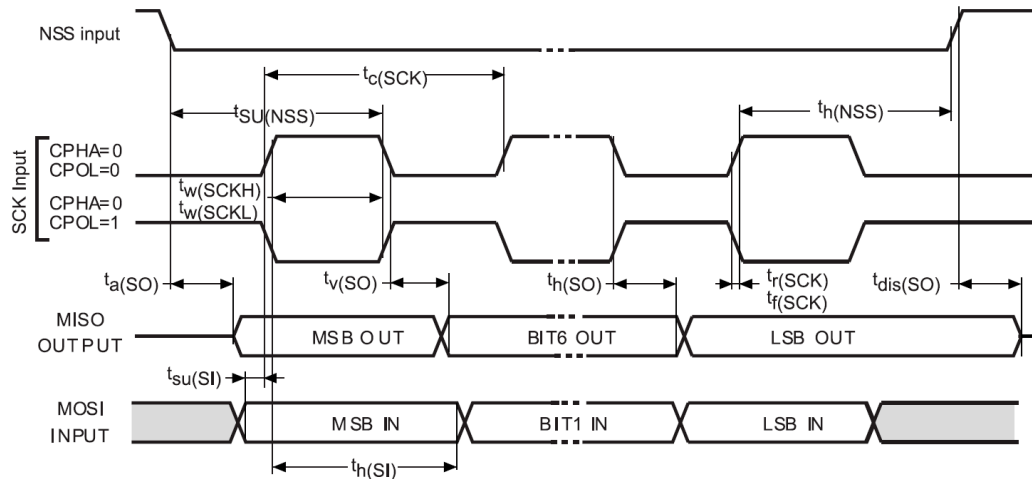 NSS input
tc(SCK)
tSU(NSS)
th(NSS)
SCK Input
CPHA=0
CPOL=0
tw(SCKH)
CPHA=0
tw(SCKL)
CPOL=1
ta(SO)
tv(SO)
th(SO)
tr(SCK)
tf(SCK)
tdis(SO)
MISO
OUTPUT
MSB OUT
BIT6 OUT
LSB OUT
tsu(SI)
MOSI
INPUT
MSB IN
BIT1 IN
LSB IN
th(SI)